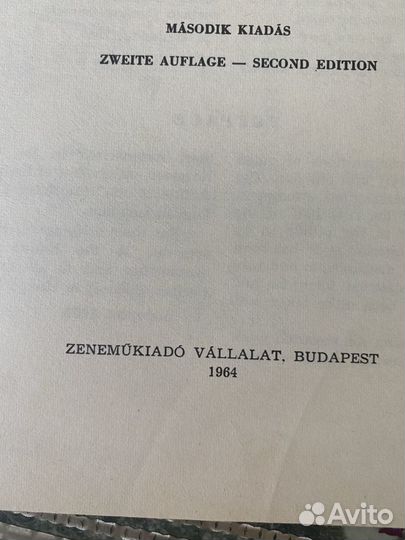 MÁSODIK KIADÁS
ZWEITE AUFLAGE — SECOND EDITION
ZENEMŰKIADÓ VÁLLALAT, BUDAPEST
1964
Avito